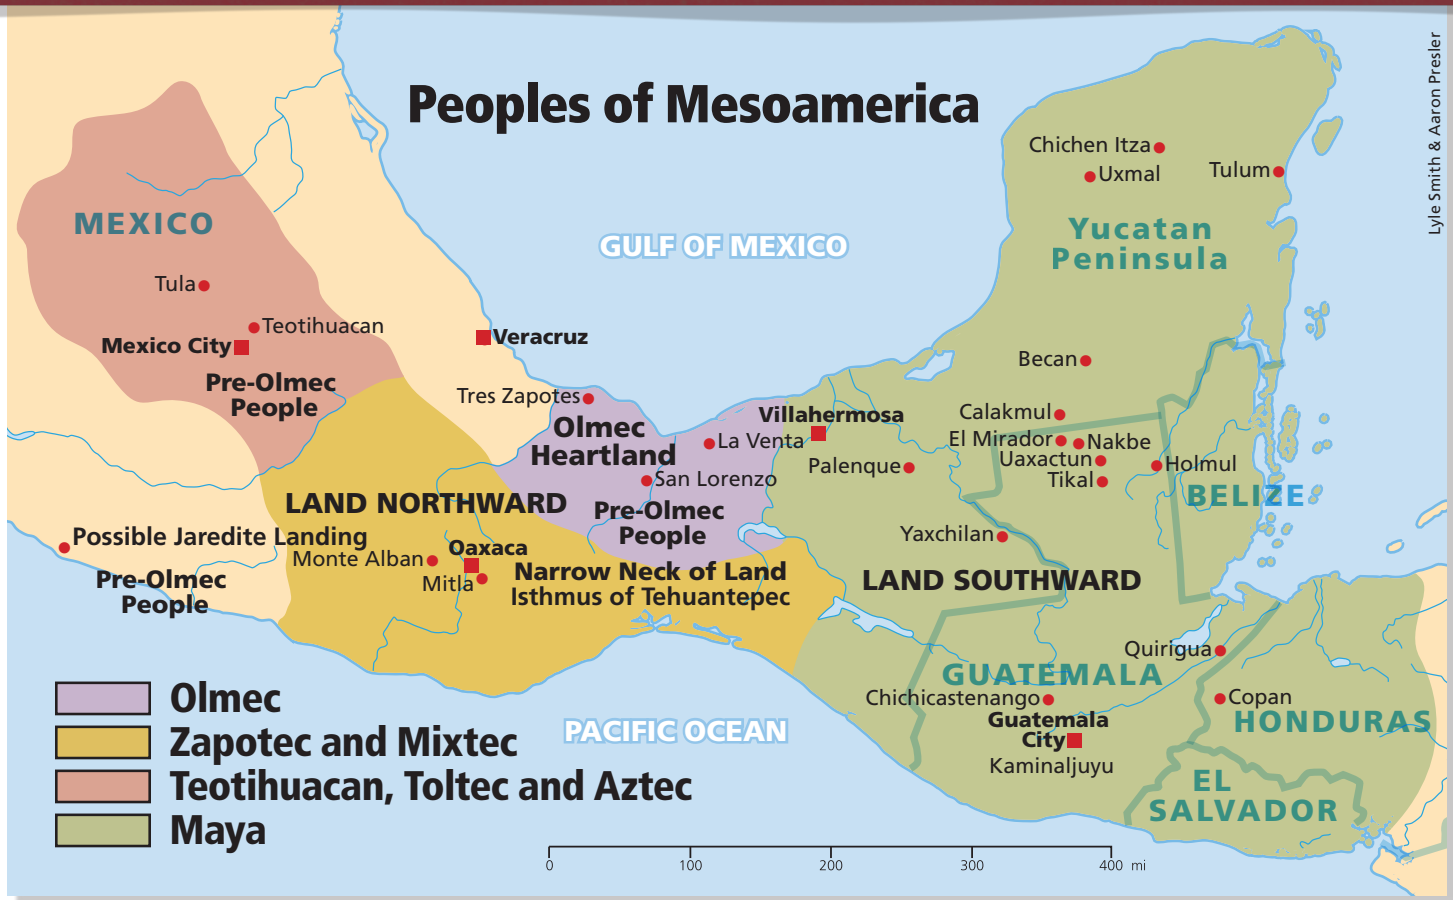 Peoples of Mesoamerica
Lyle Smith & Aaron Presler
Chichen Itza
Uxmal
Tulum
MEXICO
Yucatan
Peninsula
GULF OF MEXICO
Tula
Teotihuacan
Mexico City
Veracruz
Pre-Olmec
People
Becan
Tres Zapotes
Olmec
Heartland
Villahermosa
Calakmul
La Venta
El Mirador
Nakbe
Uaxactun
Holmul
Palenque
San Lorenzo
Tikal
BELIZE
LAND NORTHWARD
Pre-Olmec
People
Possible Jaredite Landing
Yaxchilan
Oaxaca
Monte Alban
Mitla
Narrow Neck of Land
Isthmus of Tehuantepec
Pre-Olmec
People
LAND SOUTHWARD
Quirigua
GUATEMALA
Chichicastenango
Copan
Guatemala
City
HONDURAS
Kaminaljuyu
PACIFIC OCEAN
EL
SALVADOR
Olmec
Zapotec and Mixtec
Teotihuacan, Toltec and Aztec
Maya
0 100 200 300 400 mi